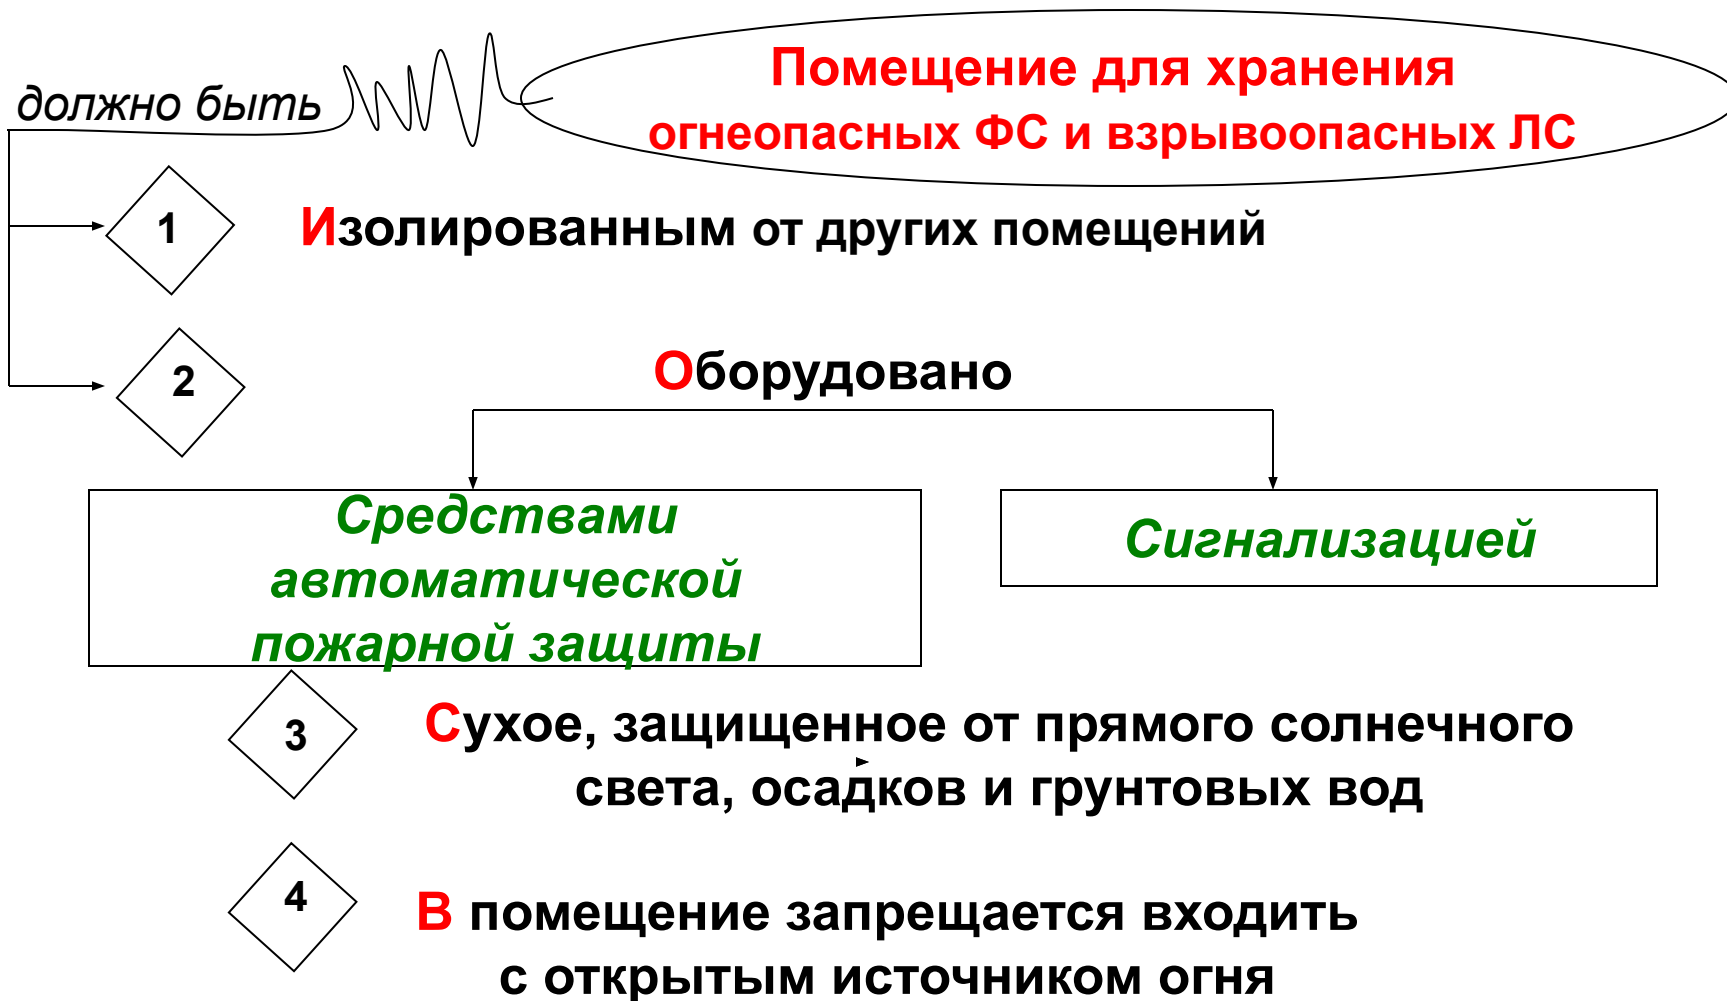 Помещение для хранения
огнеопасных ФС и взрывоопасных ЛС
должно быть
1
Изолированным от других помещений
2
Оборудовано
Средствами
автоматической
пожарной защиты
Сигнализацией
3
Сухое, защищенное от прямого солнечного
света, осадков и грунтовых вод
4
В помещение запрещается входить
с открытым источником огня